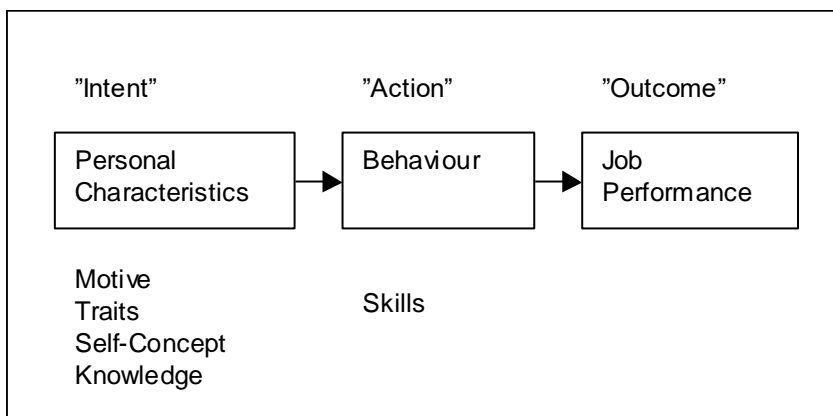 ”Intent”
”Action”
”Outcome”
Personal
Characteristics
Behaviour
Job
Performance
Motive
Traits
Self-Concept
Knowledge
Skills